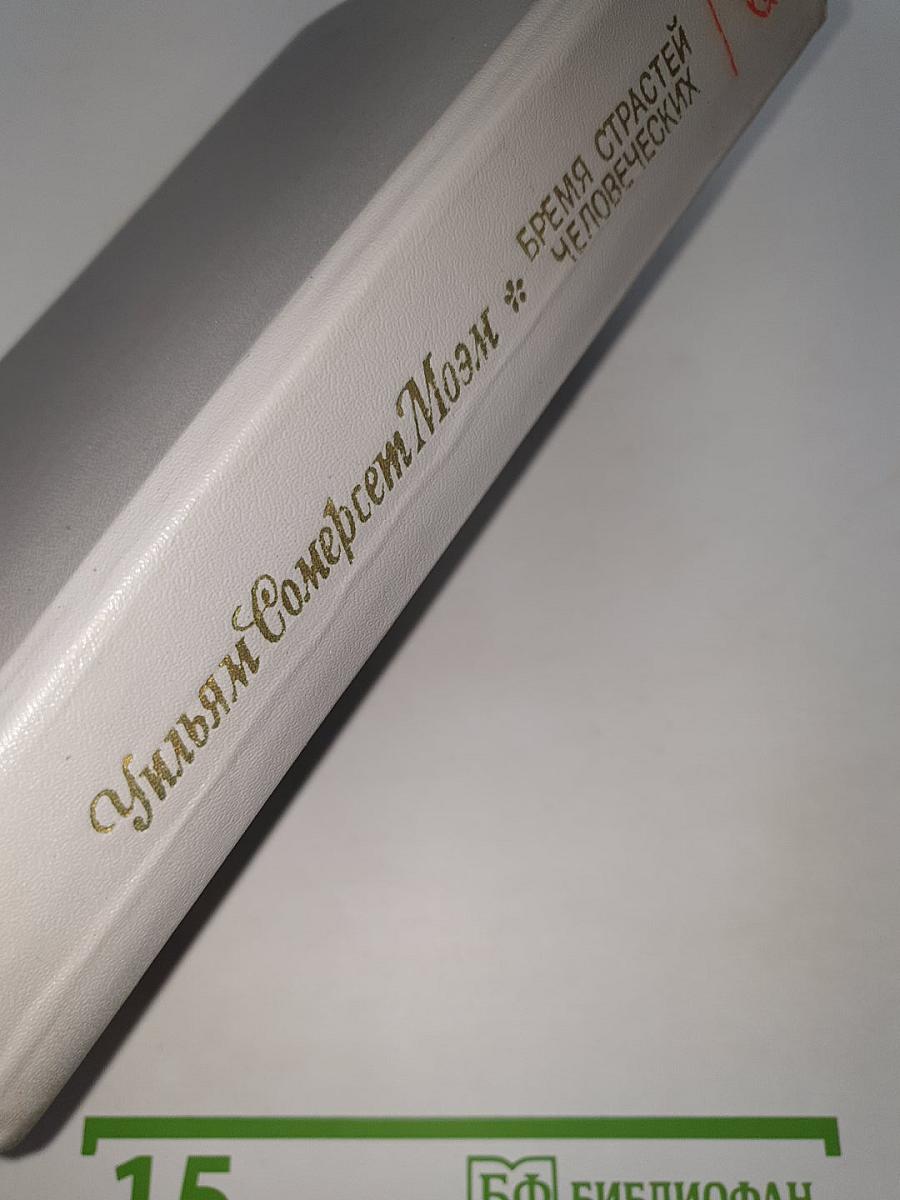 Уильям Сомерсет Моэм
БРЕМЯ СТРАСТЕЙ
ЧЕЛОВЕЧЕСКИХ
15
БФ БИБЛИОФАН